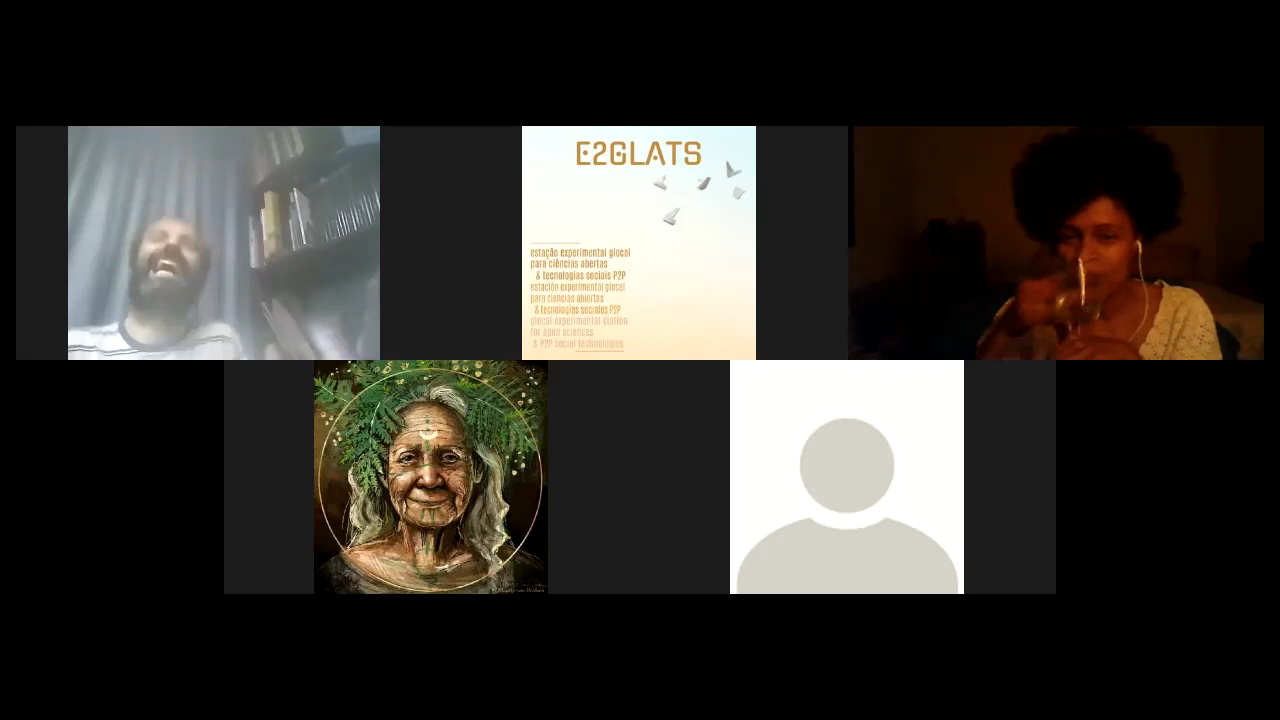 E2GLATS
estação experimental glocal
para ciências abertas
& tecnologias sociais P2P
estación experimental glocal
para ciencias abiertas
& tecnologías sociales P2P
glocal experimental station
for open sciences
& P2P social technologies